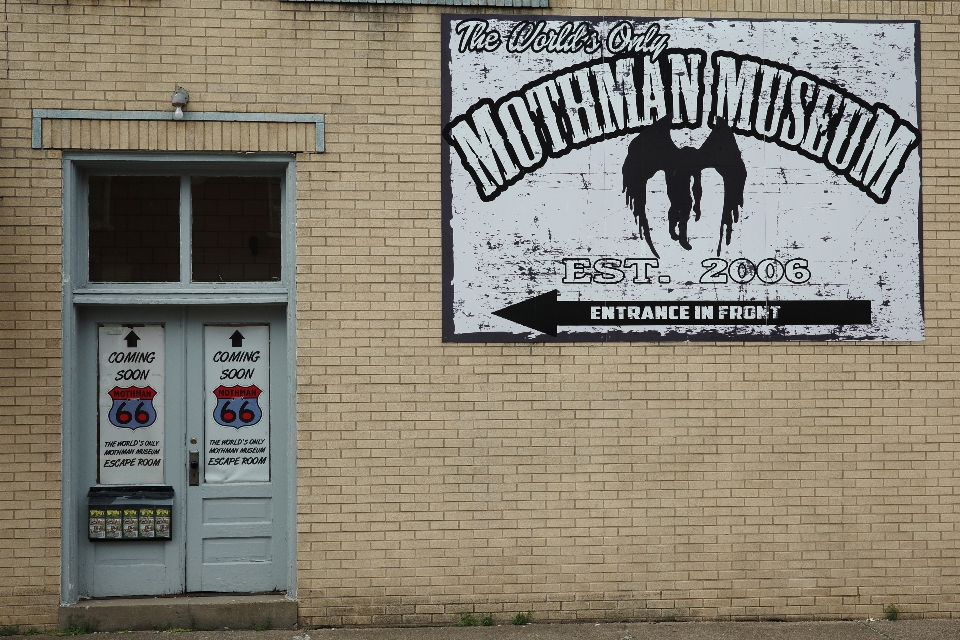 The World's Only
MOTHMAN MUSEUM
EST. 2006
ENTRANCE IN FRONT
COMING
SOON
MOTHMAN
66
THE WORLD'S ONLY
MOTHMAN MUSEUM
ESCAPE ROOM
COMING
SOON
MOTHMAN
66
THE WORLD'S ONLY
MOTHMAN MUSEUM
ESCAPE ROOM